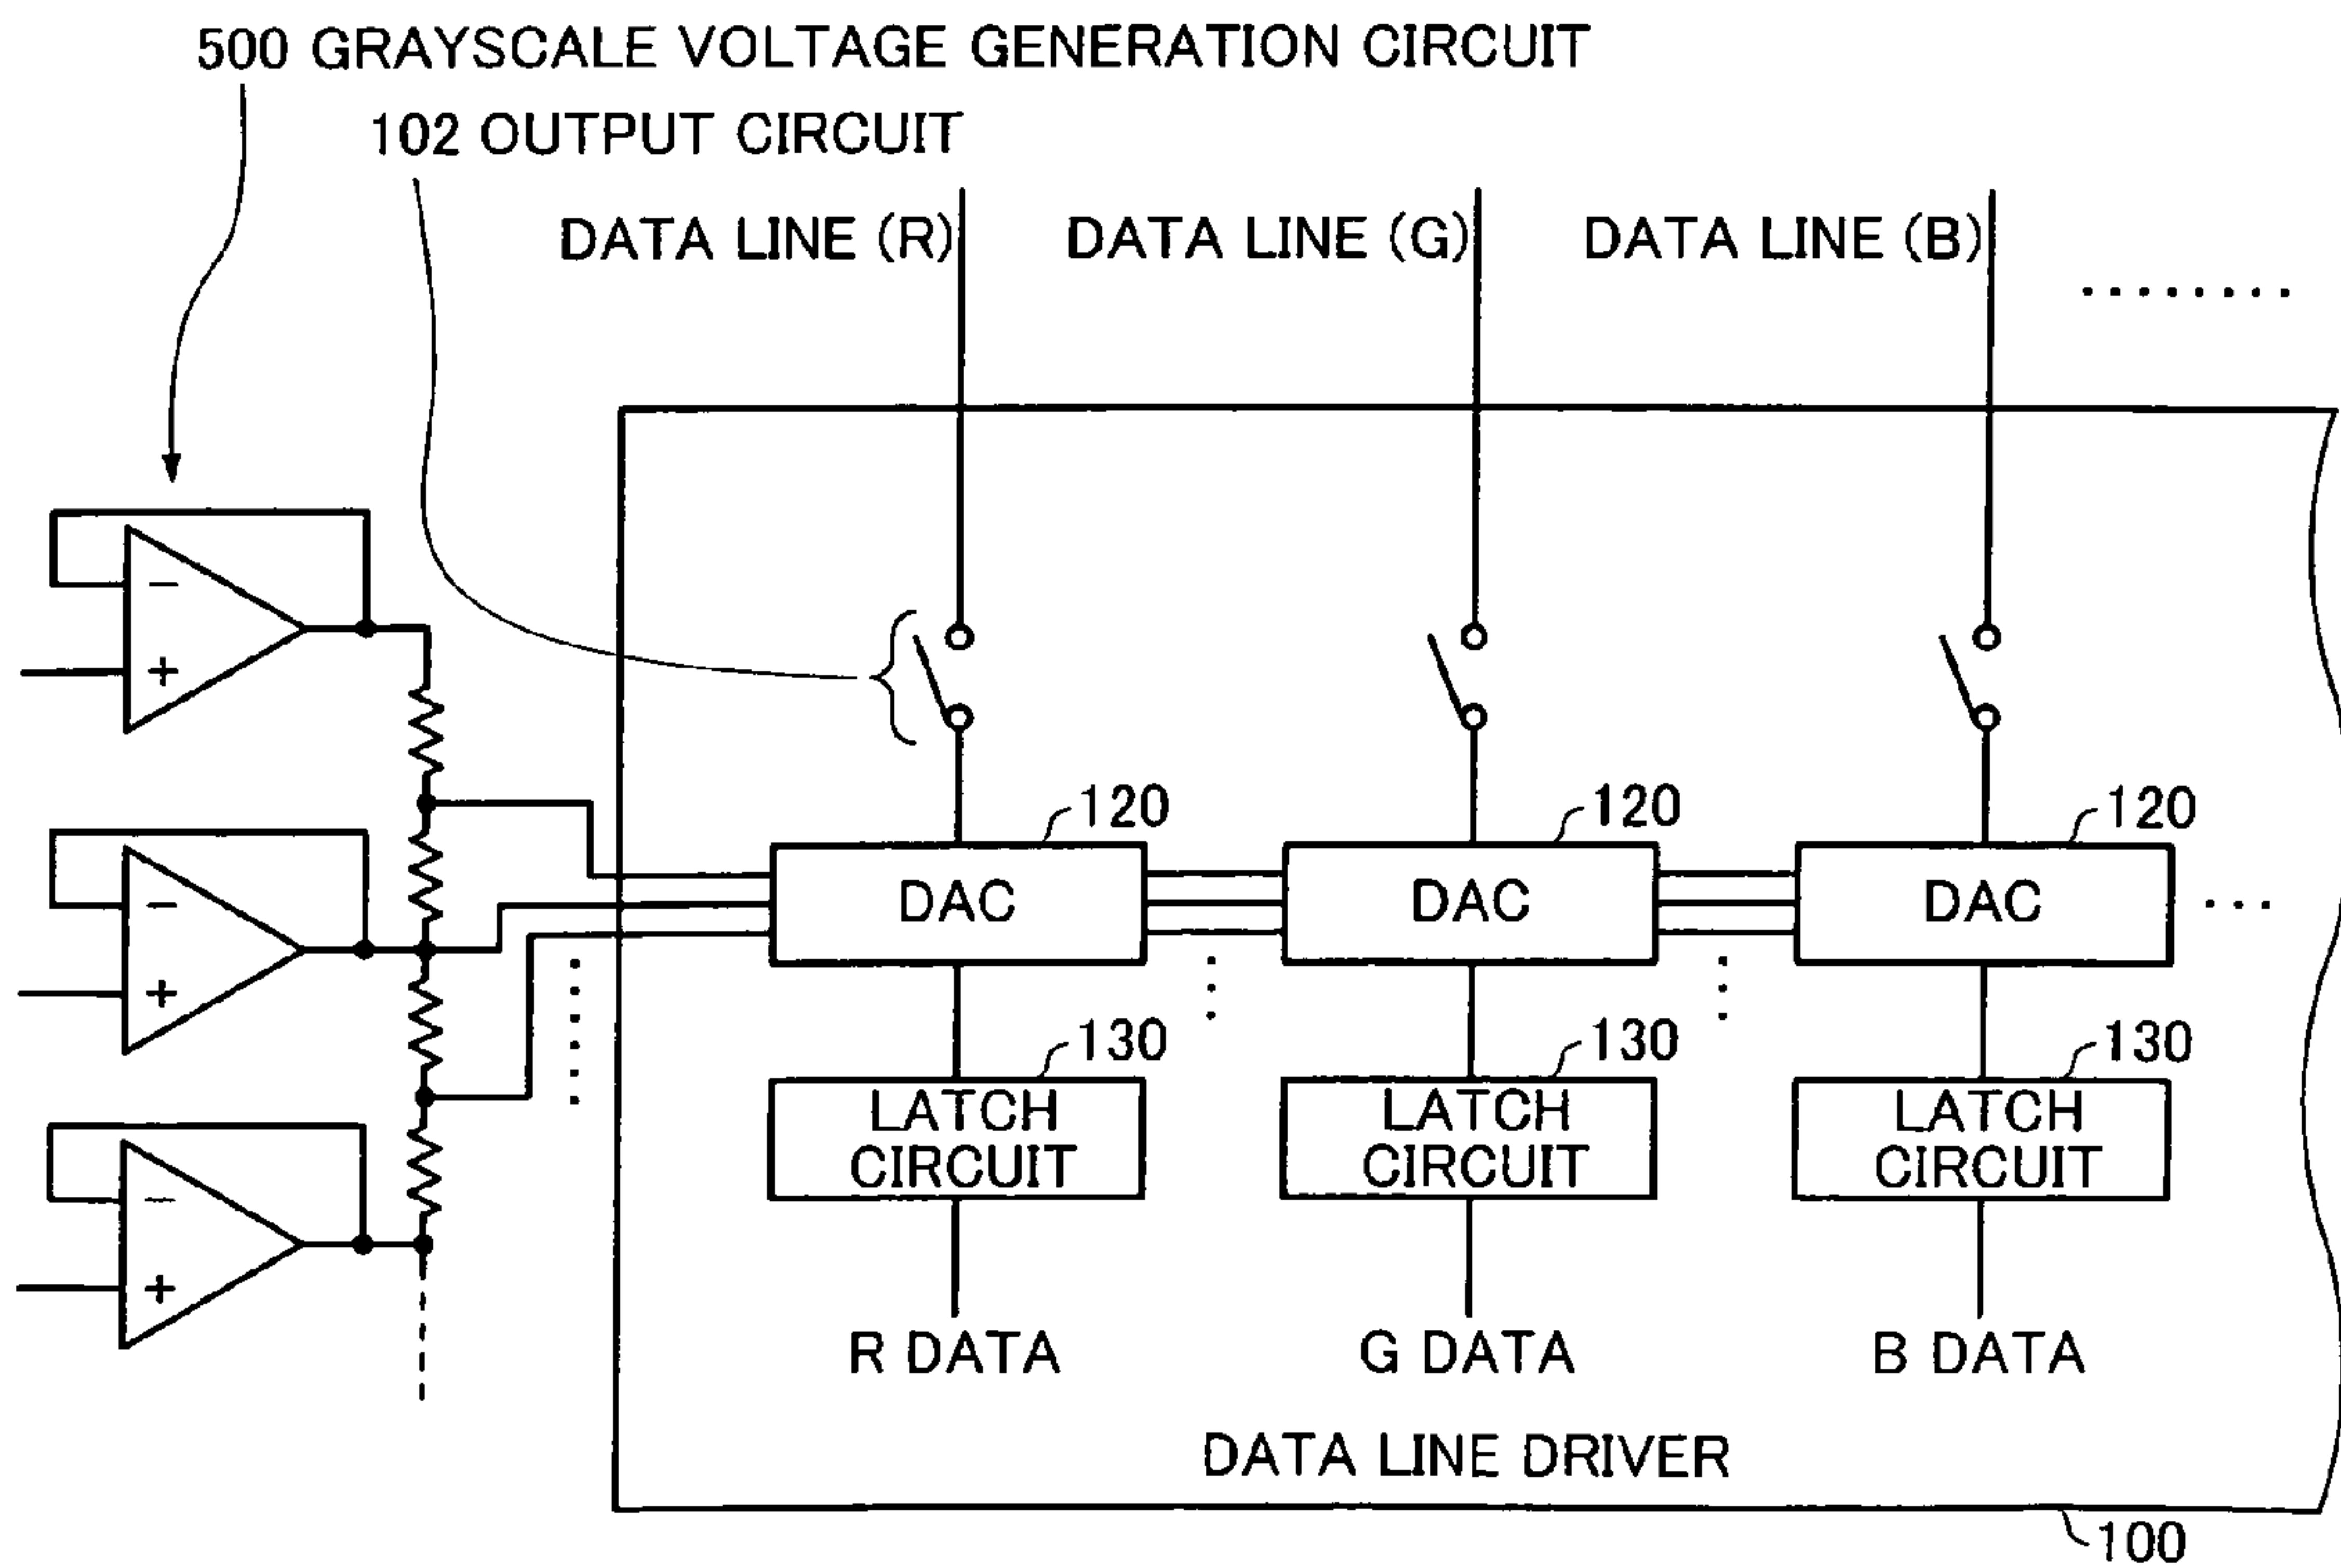 500 GRAYSCALE VOLTAGE GENERATION CIRCUIT
102 OUTPUT CIRCUIT
DATA LINE (R)
DATA LINE (G)
DATA LINE (B)
........
−
+
120
120
120
DAC
DAC
DAC
...
−
+
130
130
130
LATCH CIRCUIT
LATCH CIRCUIT
LATCH CIRCUIT
−
+
R DATA
G DATA
B DATA
DATA LINE DRIVER
100